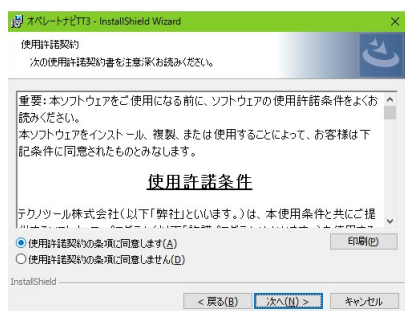 オペレートナビTT3 - InstallShield Wizard
使用許諾契約
次の使用許諾契約書を注意深くお読みください。
重要：本ソフトウェアをご使用になる前に、ソフトウェアの使用許諾条件をよくお
読みください。
本ソフトウェアをインストール、複製、または使用することによって、お客様は下
記条件に同意されたものとみなします。
使用許諾条件
テクノツール株式会社(以下「弊社」といいます。)は、本使用条件と共にご提
使用許諾契約の条項に同意します(A)
印刷(P)
使用許諾契約の条項に同意しません(D)
InstallShield
< 戻る(B)
次へ(N) >
キャンセル